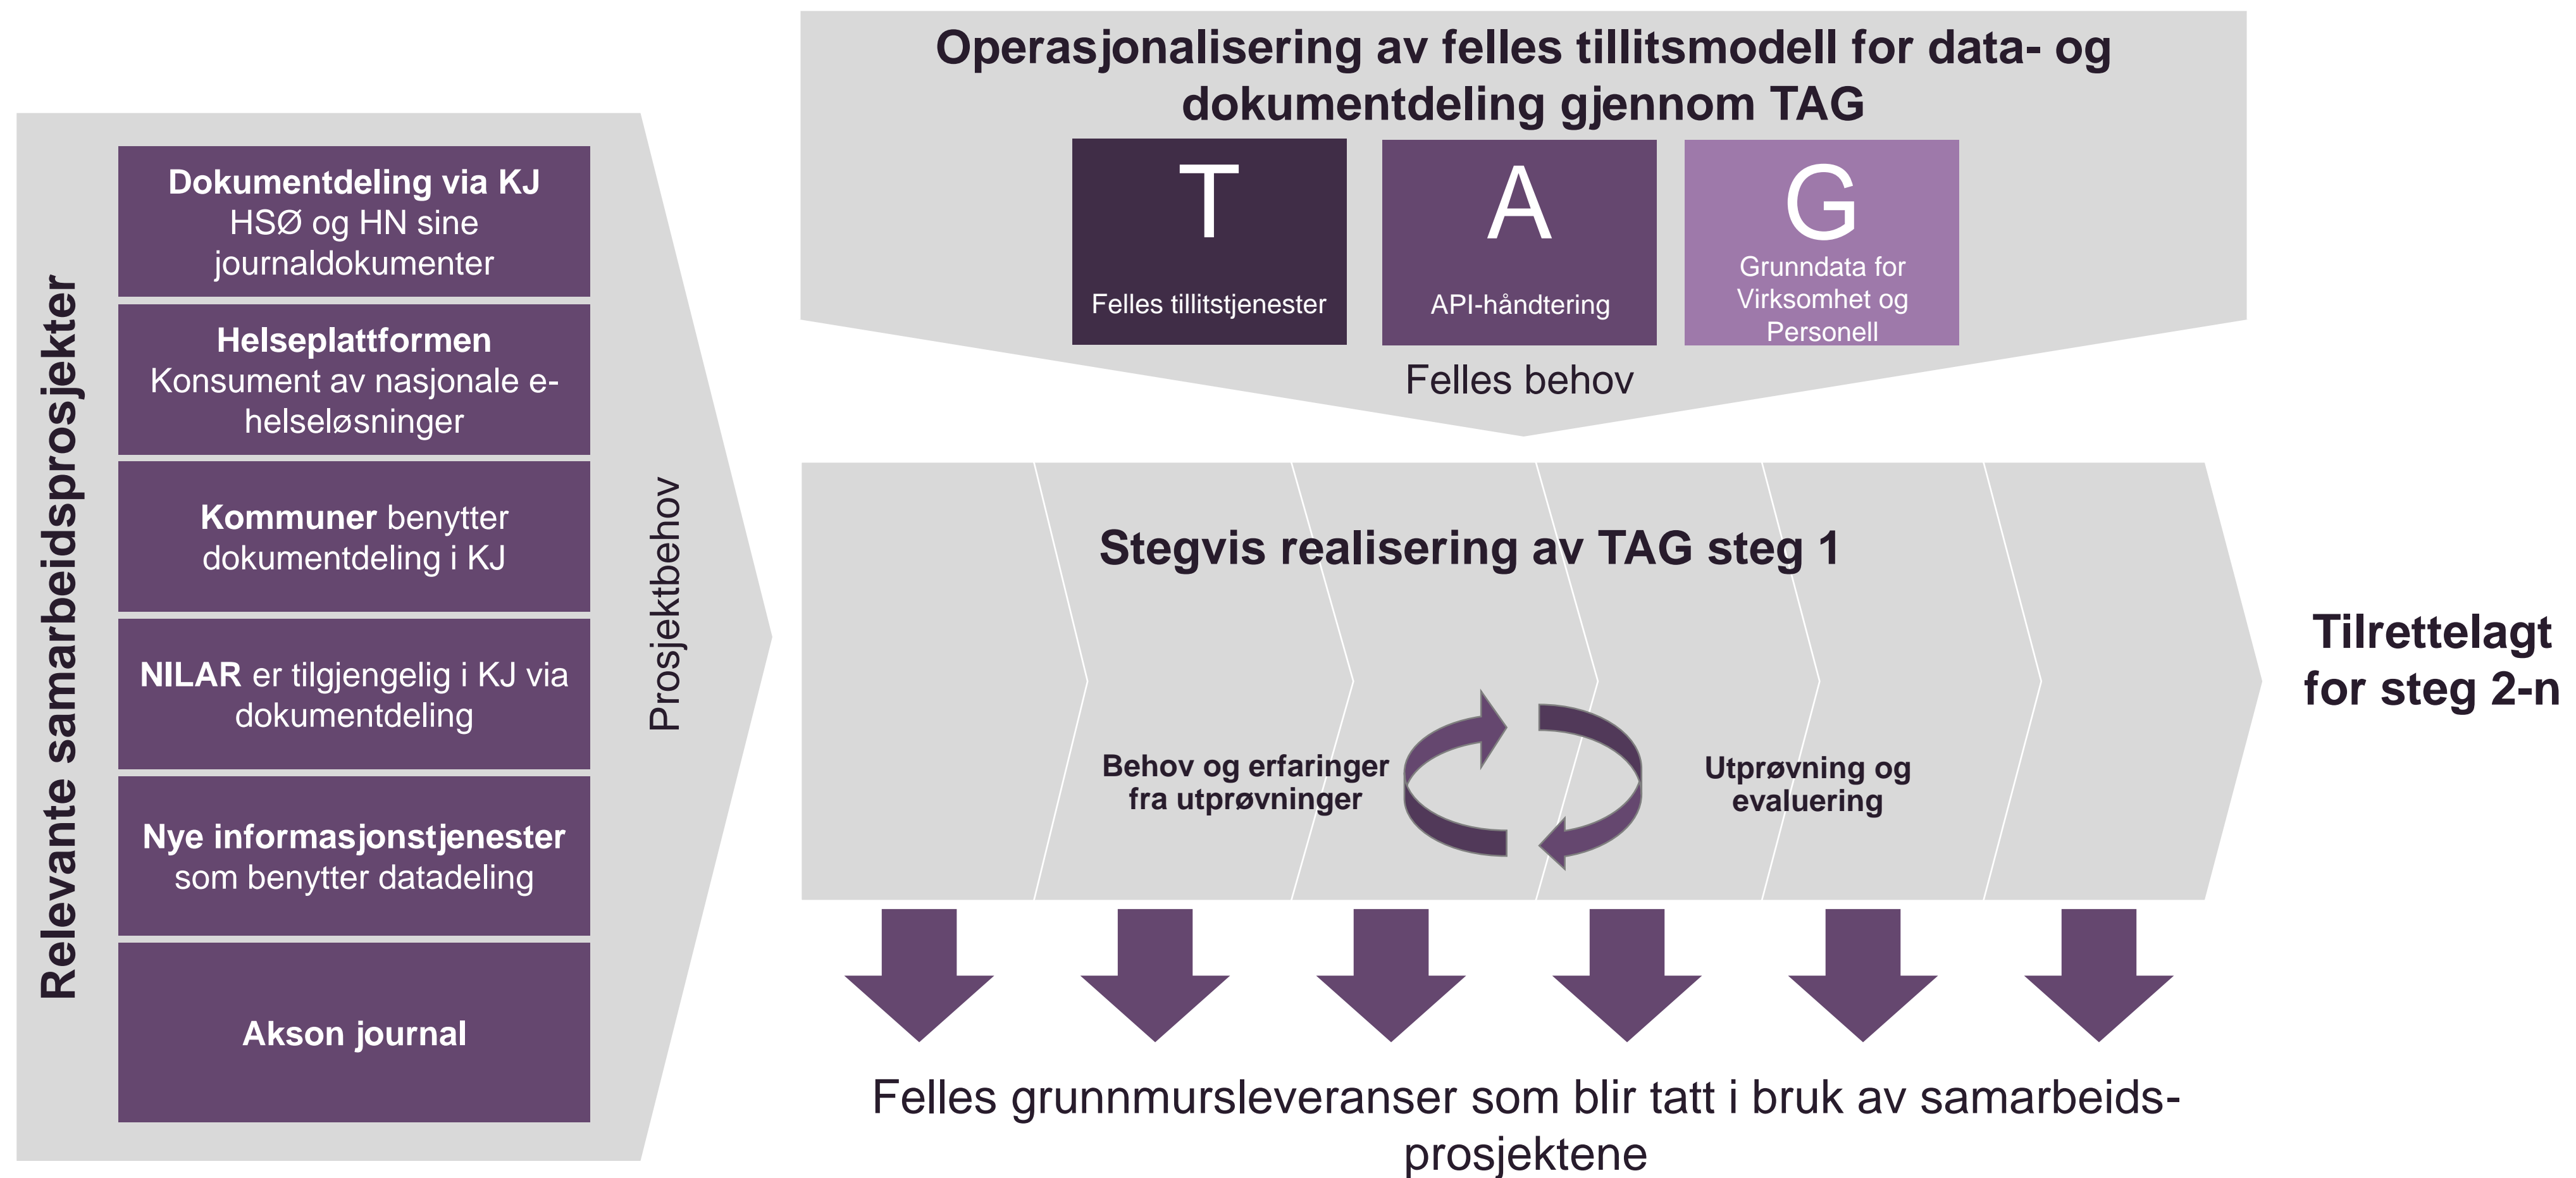 Relevante samarbeidsprosjekter
Dokumentdeling via KJ
HSØ og HN sine
journaldokumenter
Helseplattformen
Konsument av nasjonale e-
helseløsninger
Kommuner benytter
dokumentdeling i KJ
NILAR er tilgjengelig i KJ via
dokumentdeling
Nye informasjonstjenester
som benytter datadeling
Akson journal
Prosjektbehov
Operasjonalisering av felles tillitsmodell for data- og
dokumentdeling gjennom TAG
T
Felles tillitstjenester
A
API-håndtering
G
Grunndata for
Virksomhet og
Personell
Felles behov
Stegvis realisering av TAG steg 1
Behov og erfaringer
fra utprøvninger
Utprøvning og
evaluering
Tilrettelagt
for steg 2-n
Felles grunnmursleveranser som blir tatt i bruk av samarbeids-
prosjektene